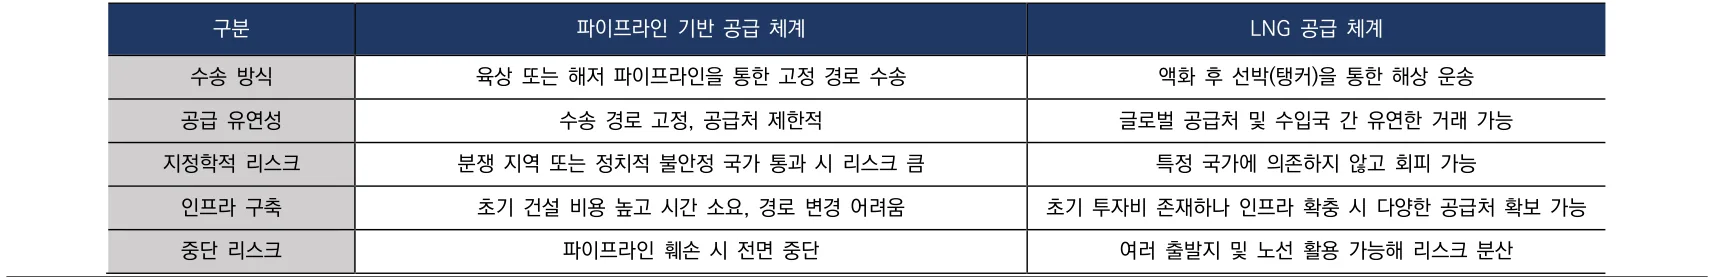 구분 파이프라인 기반 공급 체계 LNG 공급 체계
수송 방식 육상 또는 해저 파이프라인을 통한 고정 경로 수송 액화 후 선박(탱커)을 통한 해상 운송
공급 유연성 수송 경로 고정, 공급처 제한적 글로벌 공급처 및 수입국 간 유연한 거래 가능
지정학적 리스크 분쟁 지역 또는 정치적 불안정 국가 통과 시 리스크 큼 특정 국가에 의존하지 않고 회피 가능
인프라 구축 초기 건설 비용 높고 시간 소요, 경로 변경 어려움 초기 투자비 존재하나 인프라 확충 시 다양한 공급처 확보 가능
중단 리스크 파이프라인 훼손 시 전면 중단 여러 출발지 및 노선 활용 가능해 리스크 분산